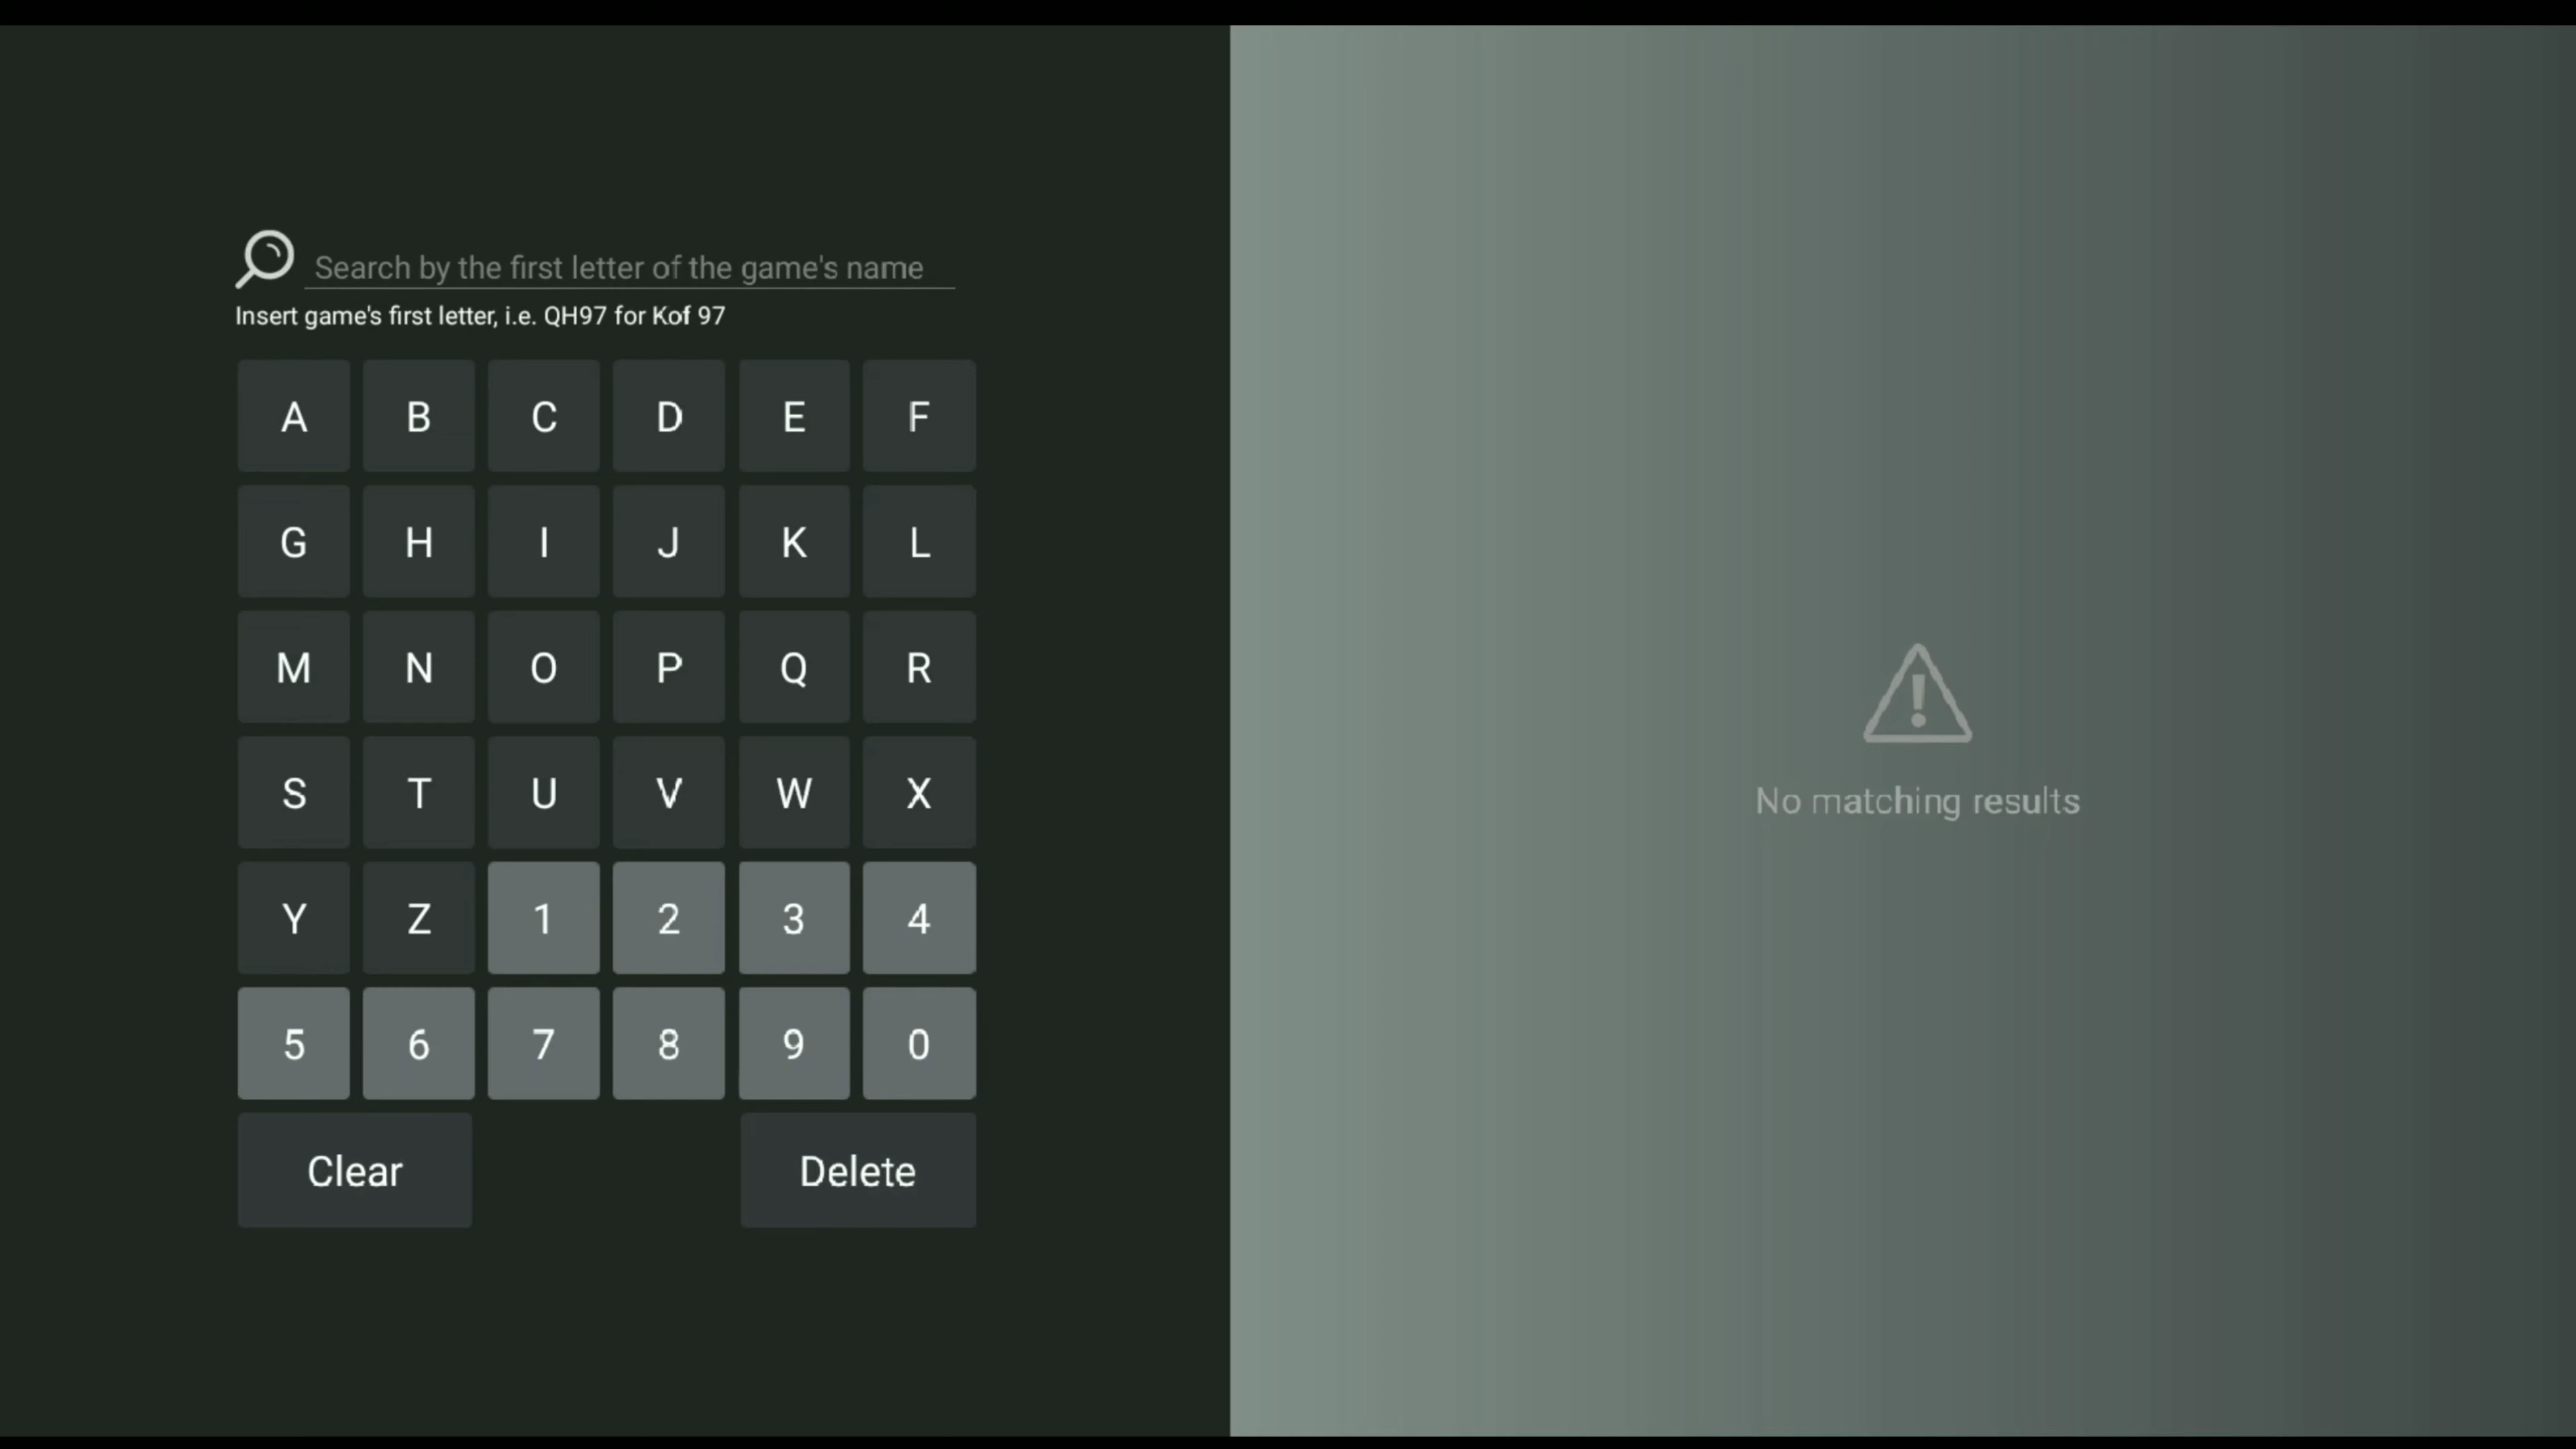 Search by the first letter of the game's name
Insert game's first letter, i.e. QH97 for Kof 97
A B C D E F
G H I J K L
M N O P Q R
S T U V W X
Y Z 1 2 3 4
5 6 7 8 9 0
Clear Delete
No matching results